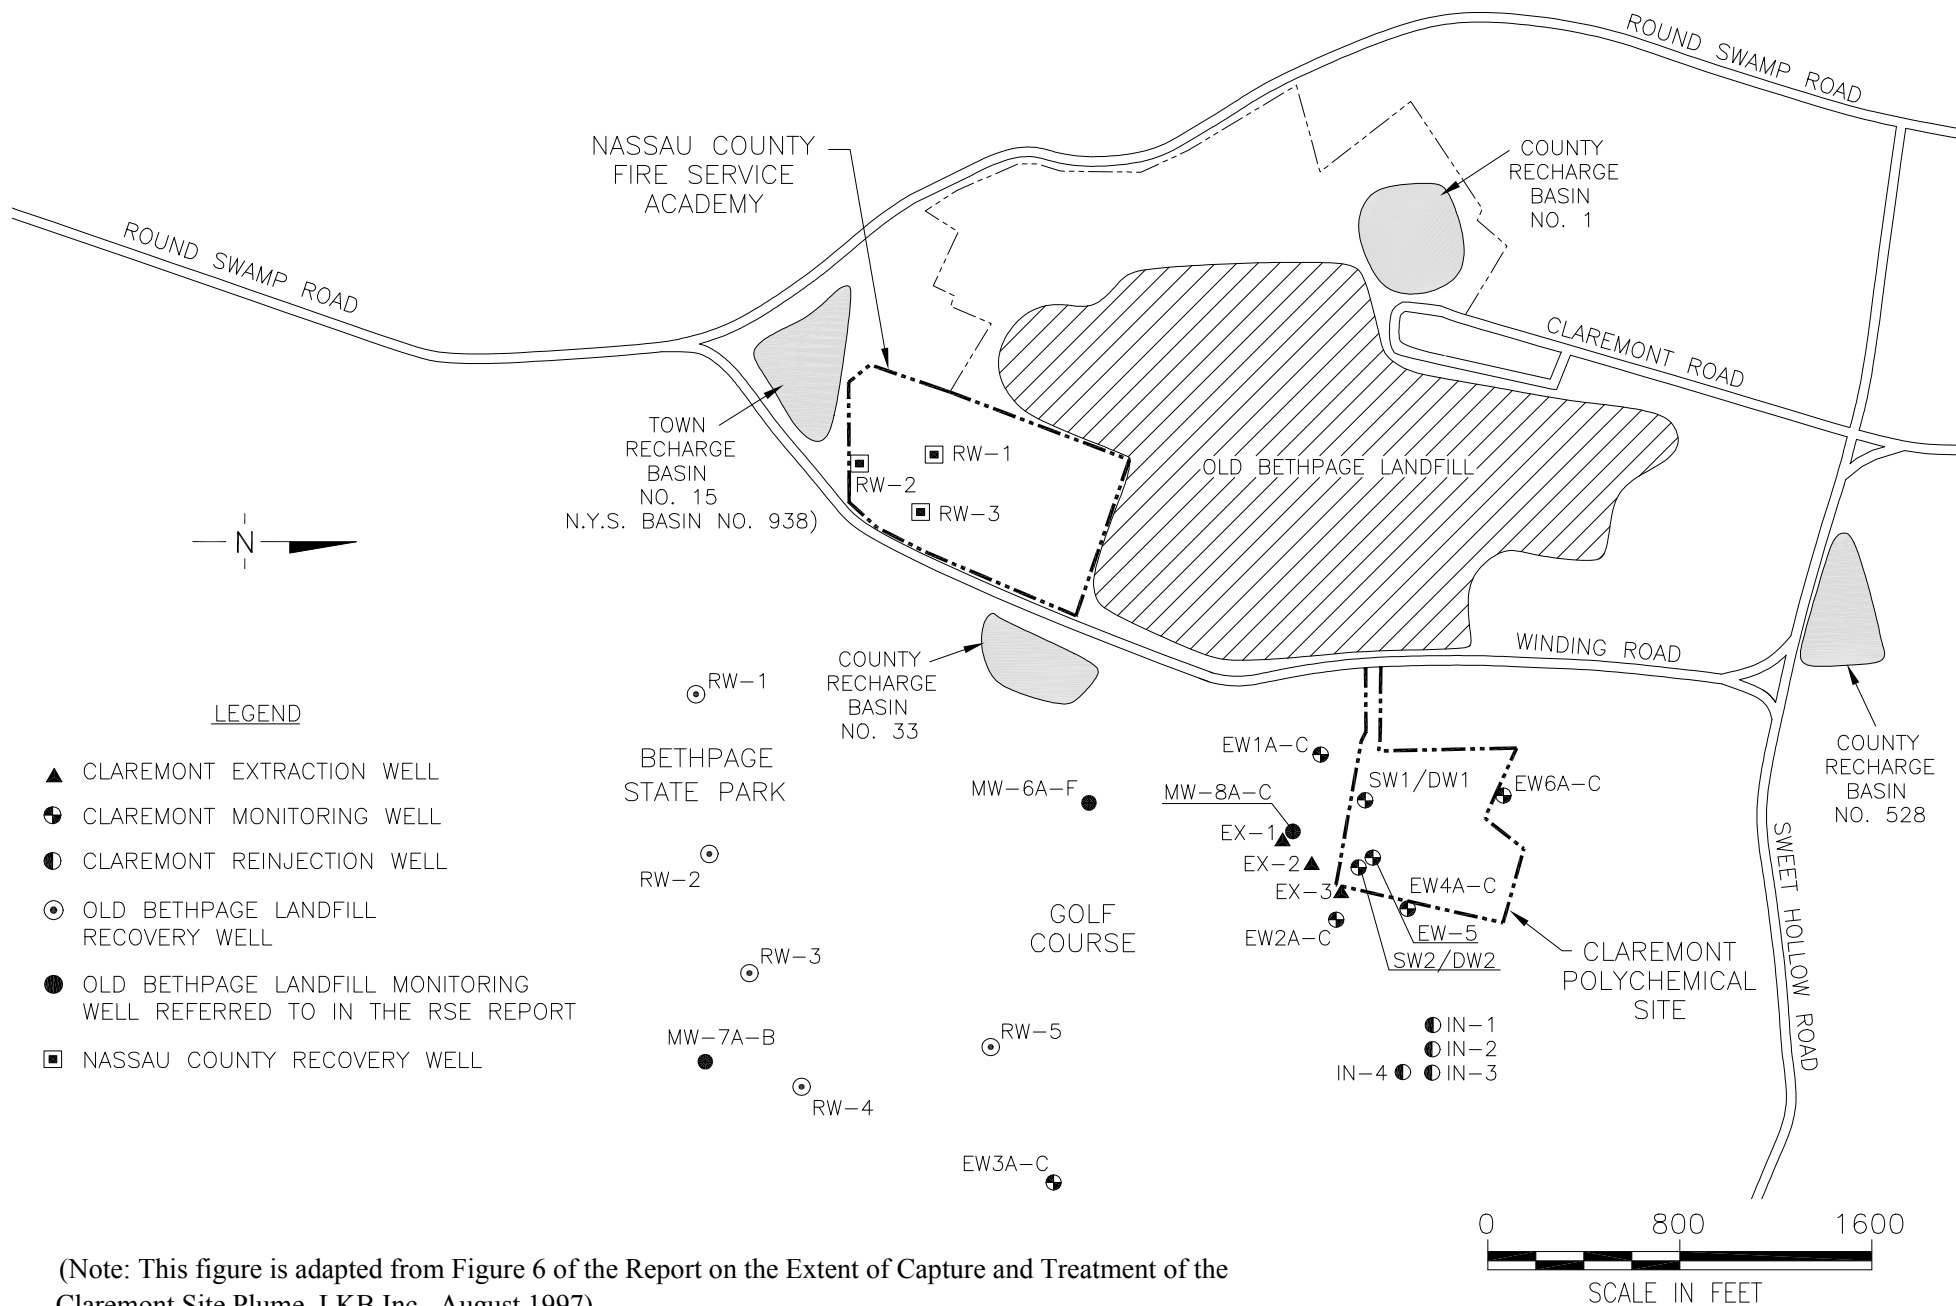 ROUND SWAMP ROAD
NASSAU COUNTY
FIRE SERVICE
ACADEMY
COUNTY
RECHARGE
BASIN
NO. 1
ROUND SWAMP ROAD
CLAREMONT ROAD
TOWN
RECHARGE
BASIN
NO. 15
N.Y.S. BASIN NO. 938)
RW-1
RW-2
RW-3
OLD BETHPAGE LANDFILL
N
WINDING ROAD
COUNTY
RECHARGE
BASIN
NO. 33
COUNTY
RECHARGE
BASIN
NO. 528
SWEET HOLLOW ROAD
RW-1
BETHPAGE
STATE PARK
RW-2
RW-3
MW-7A-B
RW-4
RW-5
EW3A-C
MW-6A-F
GOLF
COURSE
EW1A-C
MW-8A-C
SW1/DW1
EW6A-C
EX-1
EX-2
EX-3
EW4A-C
EW2A-C
EW-5
SW2/DW2
CLAREMONT
POLYCHEMICAL
SITE
IN-1
IN-2
IN-4
IN-3
LEGEND
CLAREMONT EXTRACTION WELL
CLAREMONT MONITORING WELL
CLAREMONT REINJECTION WELL
OLD BETHPAGE LANDFILL
RECOVERY WELL
OLD BETHPAGE LANDFILL MONITORING
WELL REFERRED TO IN THE RSE REPORT
NASSAU COUNTY RECOVERY WELL
0 800 1600
SCALE IN FEET
(Note: This figure is adapted from Figure 6 of the Report on the Extent of Capture and Treatment of the
Claremont Site Plume, LKB Inc., August 1997)